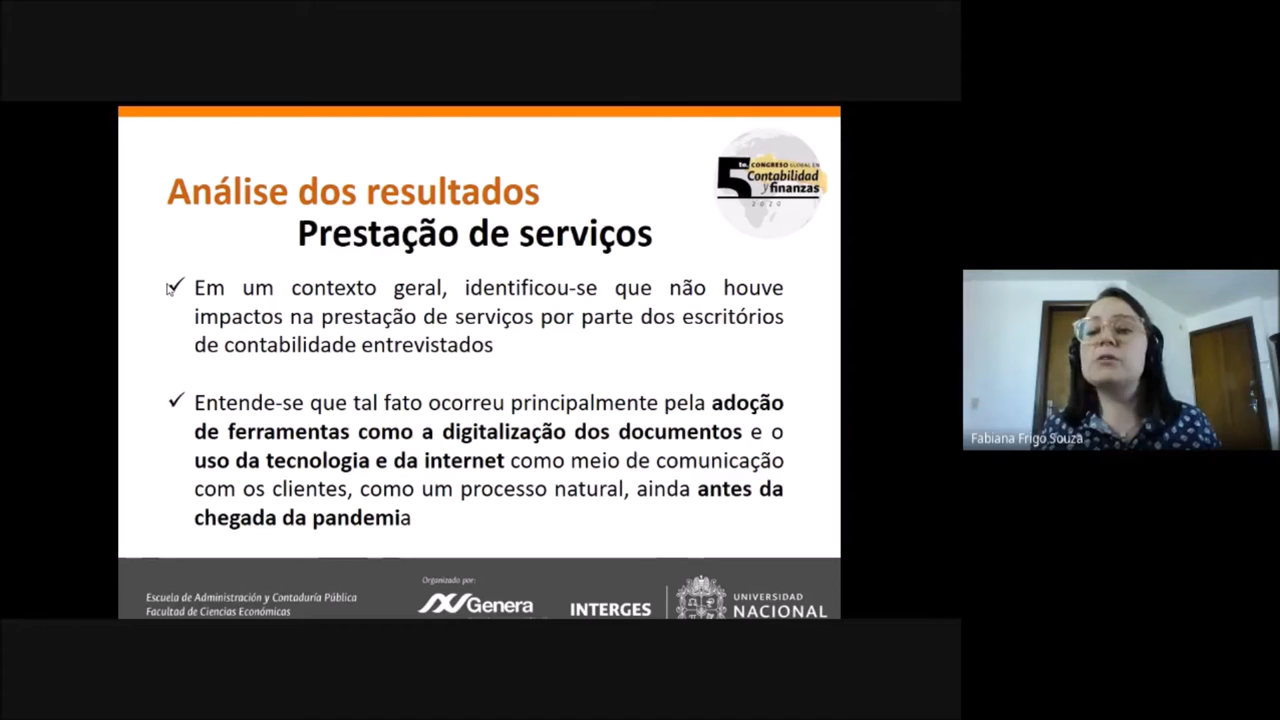 5to. CONGRESO GLOBAL EN
Contabilidad
y finanzas
2020
Análise dos resultados
Prestação de serviços
✓ Em um contexto geral, identificou-se que não houve
impactos na prestação de serviços por parte dos escritórios
de contabilidade entrevistados
✓ Entende-se que tal fato ocorreu principalmente pela adoção
de ferramentas como a digitalização dos documentos e o
uso da tecnologia e da internet como meio de comunicação
com os clientes, como um processo natural, ainda antes da
chegada da pandemia
Escuela de Administración y Contaduría Pública
Facultad de Ciencias Económicas
Organizado por:
Genera
INTERGES
UNIVERSIDAD
NACIONAL
Fabiana Frigo Souza